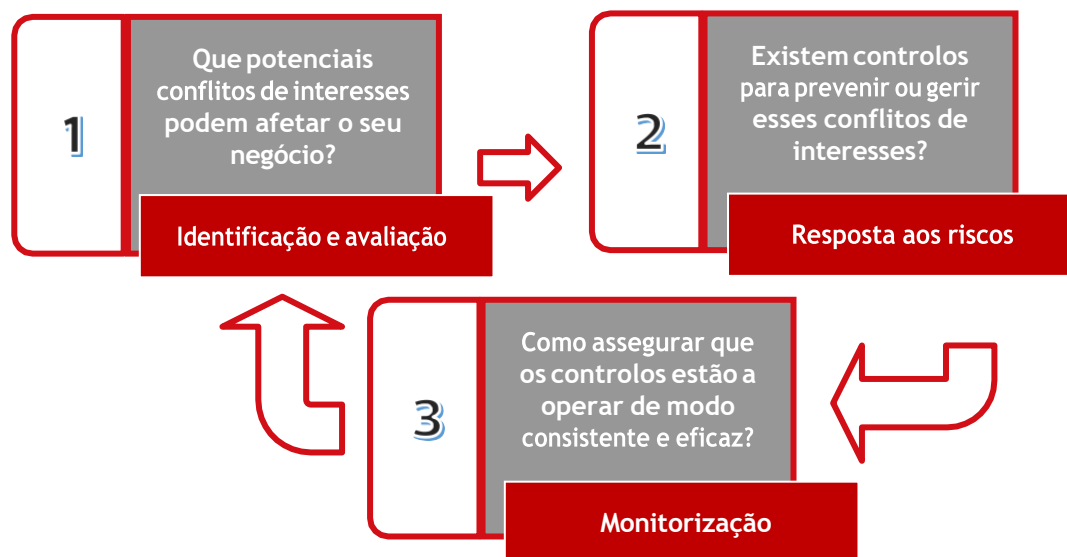 1
Que potenciais
conflitos de interesses
podem afetar o seu
negócio?
Identificação e avaliação
2
Existem controlos
para prevenir ou gerir
esses conflitos de
interesses?
Resposta aos riscos
3
Como assegurar que
os controlos estão a
operar de modo
consistente e eficaz?
Monitorização